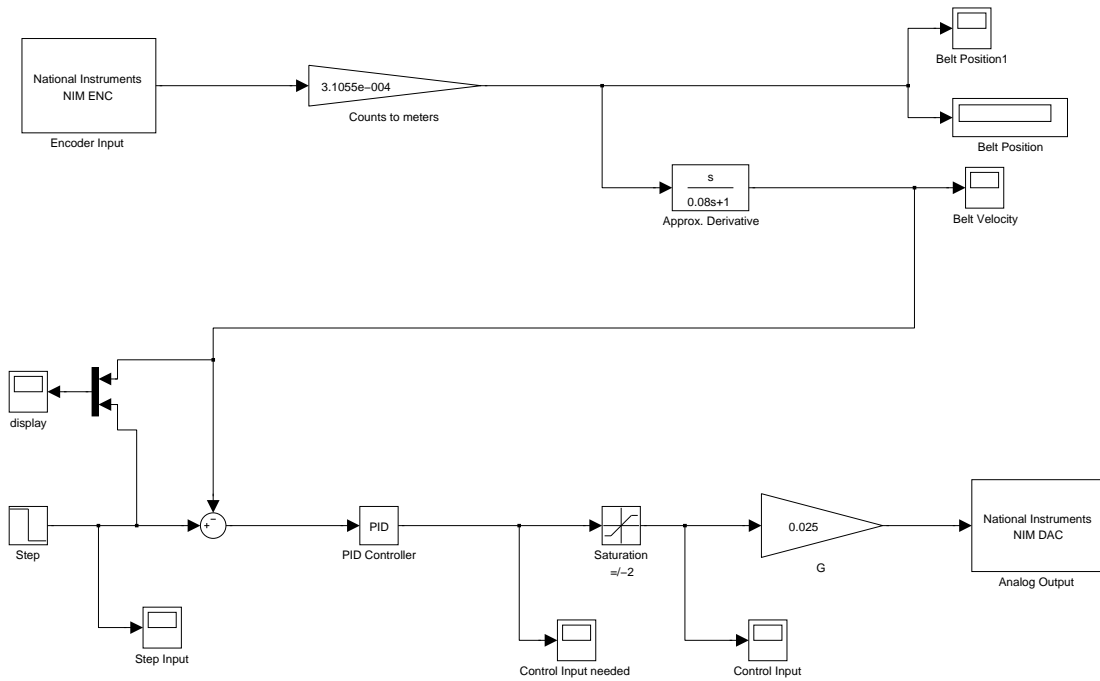 National Instruments
NIM ENC
Encoder Input
3.1055e−004
Counts to meters
Belt Position1
Belt Position
s
0.08s+1
Approx. Derivative
Belt Velocity
display
Step
+
−
PID
PID Controller
Saturation
=/−2
0.025
G
National Instruments
NIM DAC
Analog Output
Step Input
Control Input needed
Control Input